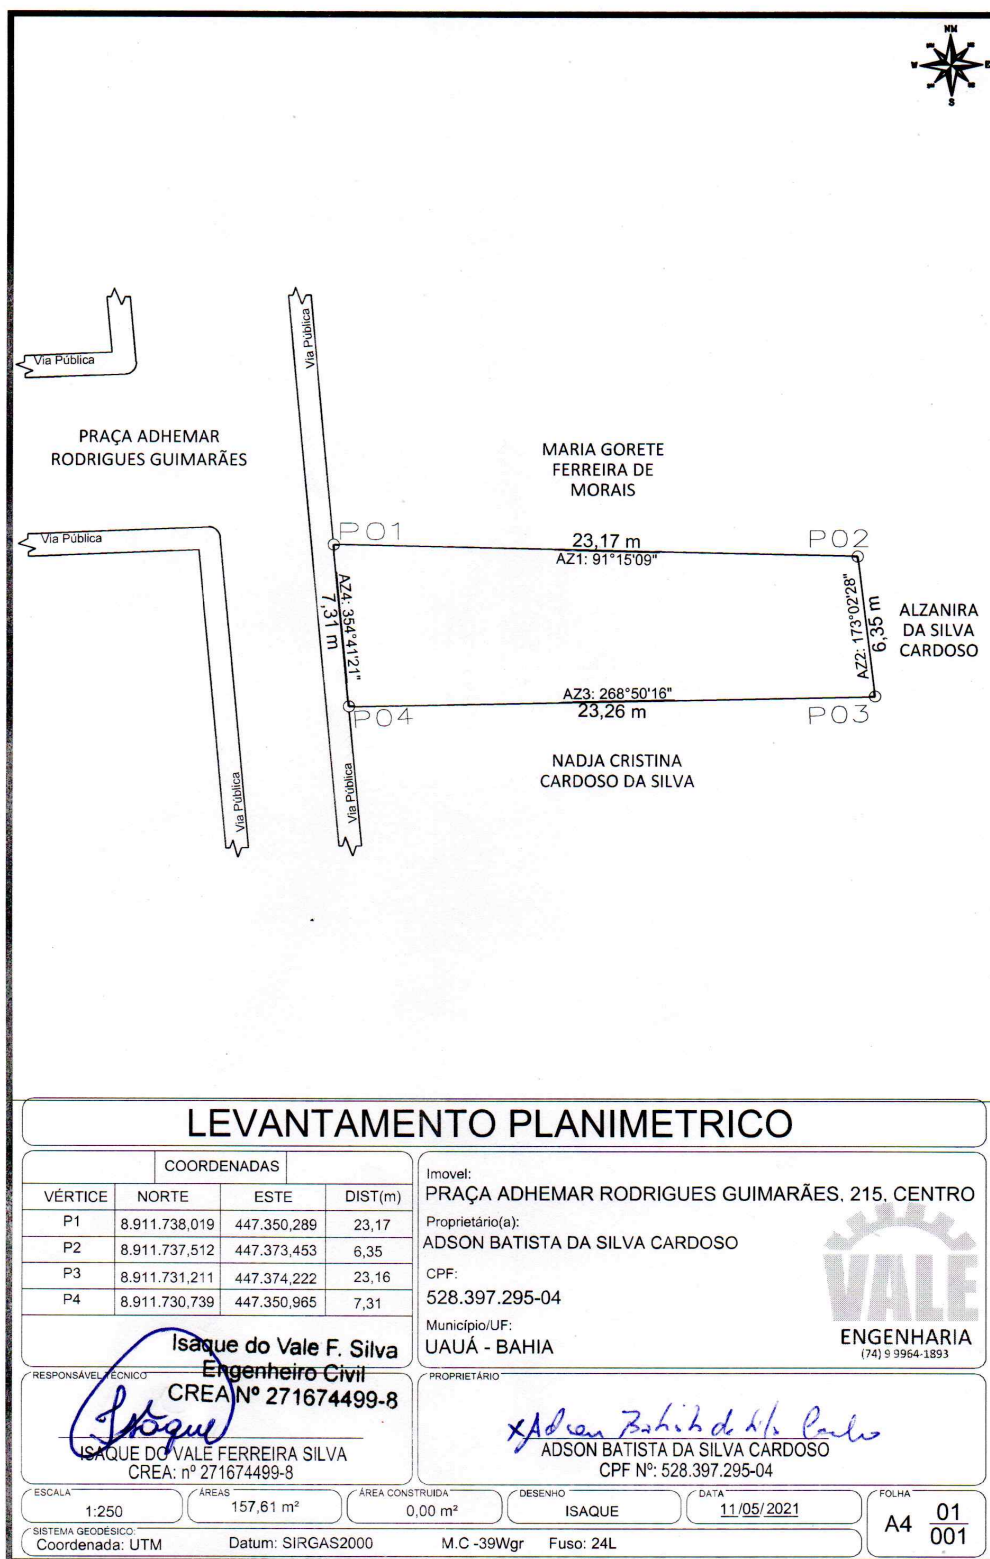 NM
W
E
S
Via Pública
Via Pública
PRAÇA ADHEMAR
RODRIGUES GUIMARÃES
Via Pública
MARIA GORETE
FERREIRA DE
MORAIS
P01
23,17 m
AZ1: 91°15'09"
P02
AZ4: 354°41'21"
7,31 m
AZ2: 173°02'28"
6,35 m
ALZANIRA
DA SILVA
CARDOSO
AZ3: 268°50'16"
23,26 m
P04
P03
NADJA CRISTINA
CARDOSO DA SILVA
Via Pública
Via Pública
LEVANTAMENTO PLANIMETRICO
COORDENADAS
VÉRTICE NORTE ESTE DIST(m)
P1 8.911.738,019 447.350,289 23,17
P2 8.911.737,512 447.373,453 6,35
P3 8.911.731,211 447.374,222 23,16
P4 8.911.730,739 447.350,965 7,31
Imovel:
PRAÇA ADHEMAR RODRIGUES GUIMARÃES, 215, CENTRO
Proprietário(a):
ADSON BATISTA DA SILVA CARDOSO
CPF:
528.397.295-04
Município/UF:
UAUÁ - BAHIA
VALE
ENGENHARIA
(74) 9 9964-1893
Isaque do Vale F. Silva
Engenheiro Civil
CREA Nº 271674499-8
RESPONSÁVEL TÉCNICO
Isaque
ISAQUE DO VALE FERREIRA SILVA
CREA: nº 271674499-8
PROPRIETÁRIO
x Adson Batista da Silva Cardoso
ADSON BATISTA DA SILVA CARDOSO
CPF Nº: 528.397.295-04
ESCALA
1:250
ÁREAS
157,61 m²
ÁREA CONSTRUIDA
0,00 m²
DESENHO
ISAQUE
DATA
11/05/2021
FOLHA
A4 01
001
SISTEMA GEODÉSICO:
Coordenada: UTM Datum: SIRGAS2000 M.C -39Wgr Fuso: 24L